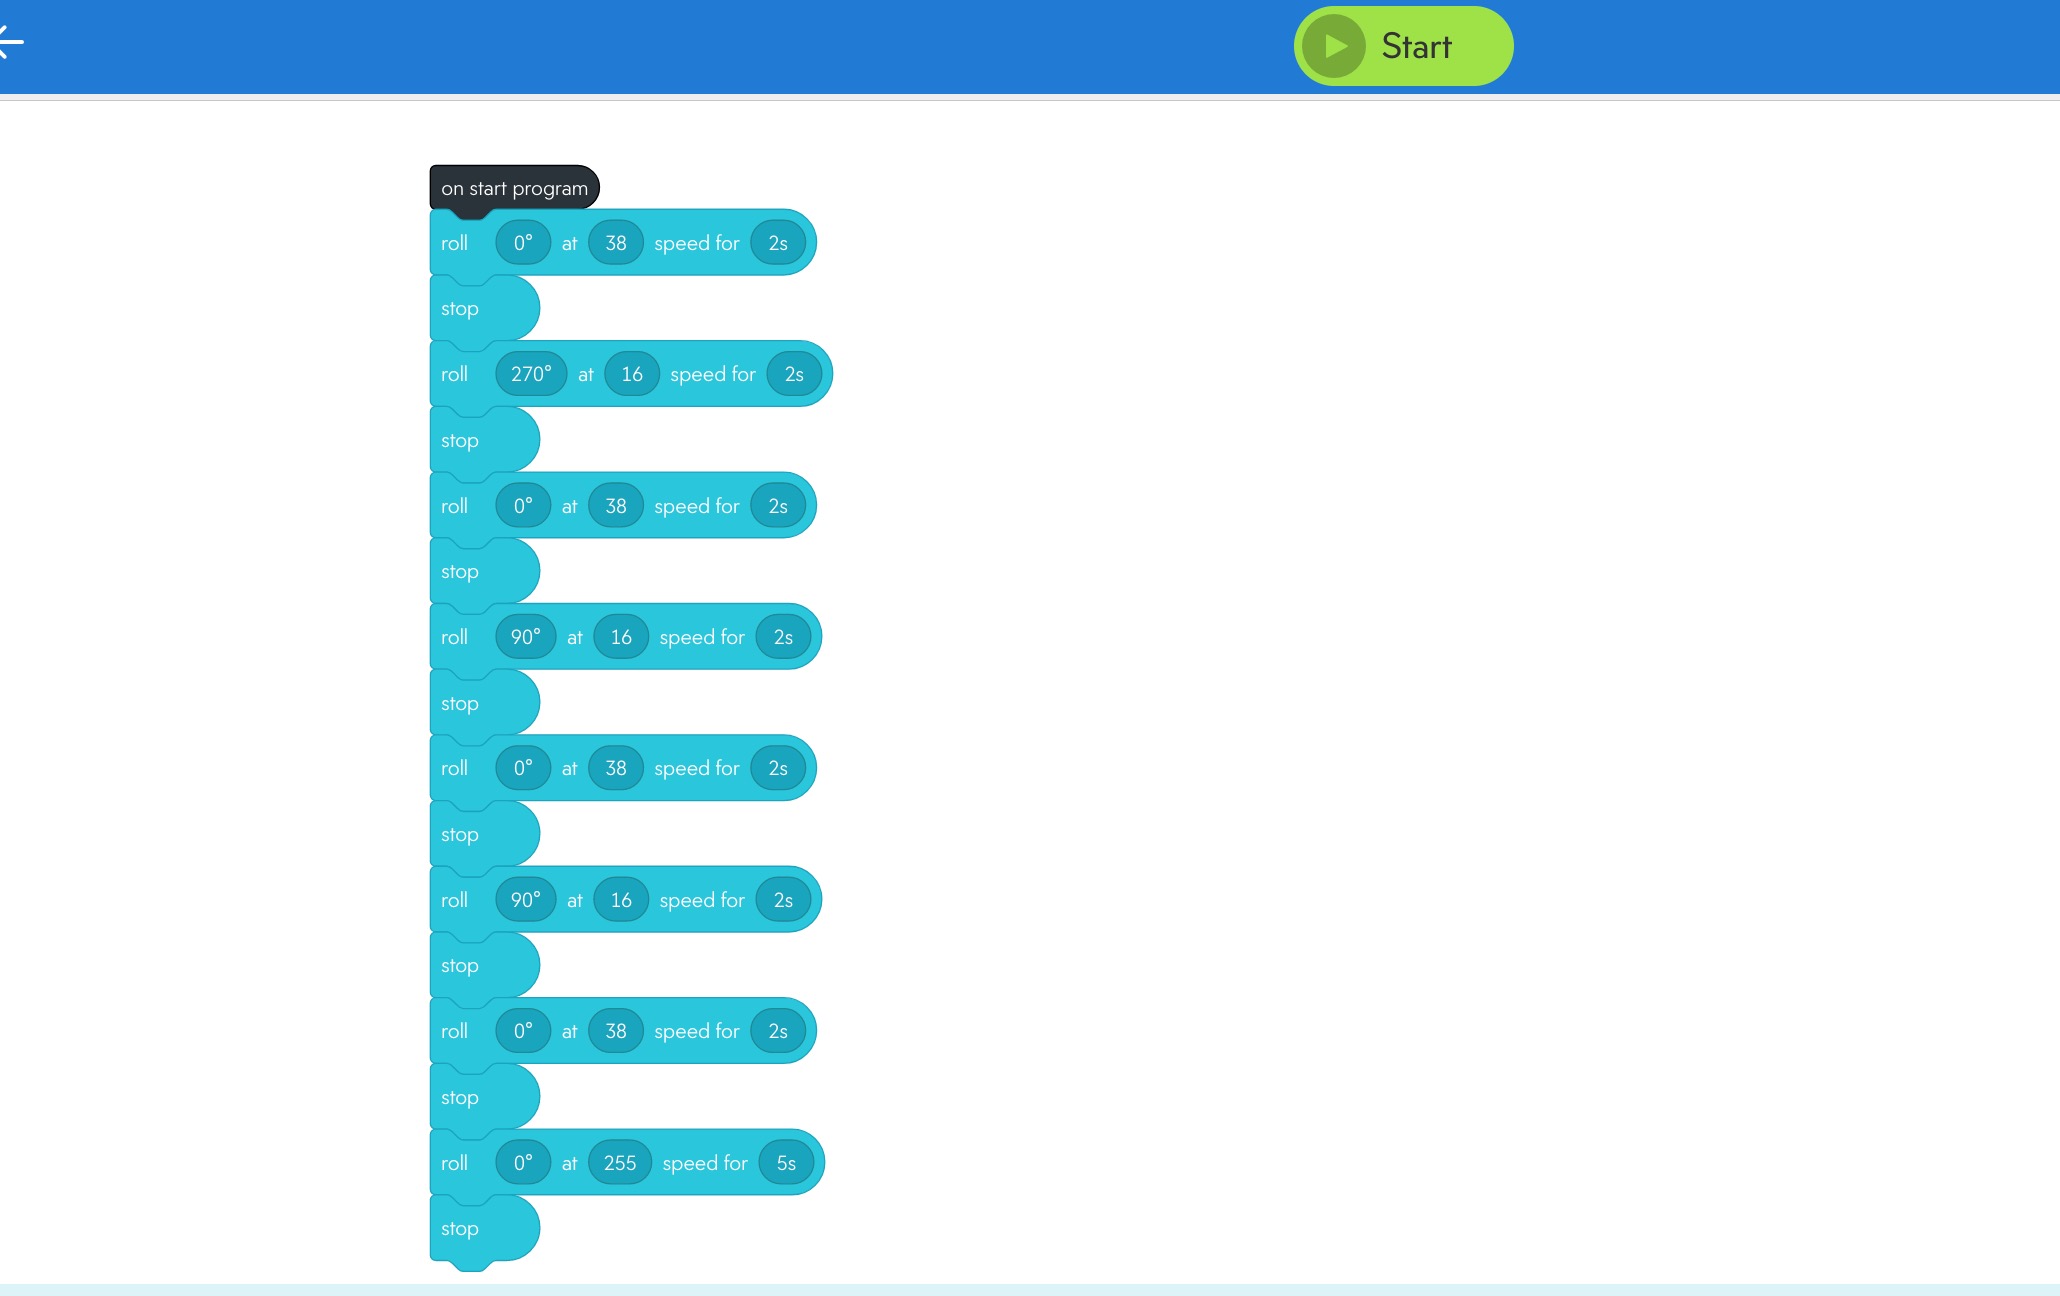 Start
on start program
roll 0° at 38 speed for 2s
stop
roll 270° at 16 speed for 2s
stop
roll 0° at 38 speed for 2s
stop
roll 90° at 16 speed for 2s
stop
roll 0° at 38 speed for 2s
stop
roll 90° at 16 speed for 2s
stop
roll 0° at 38 speed for 2s
stop
roll 0° at 255 speed for 5s
stop